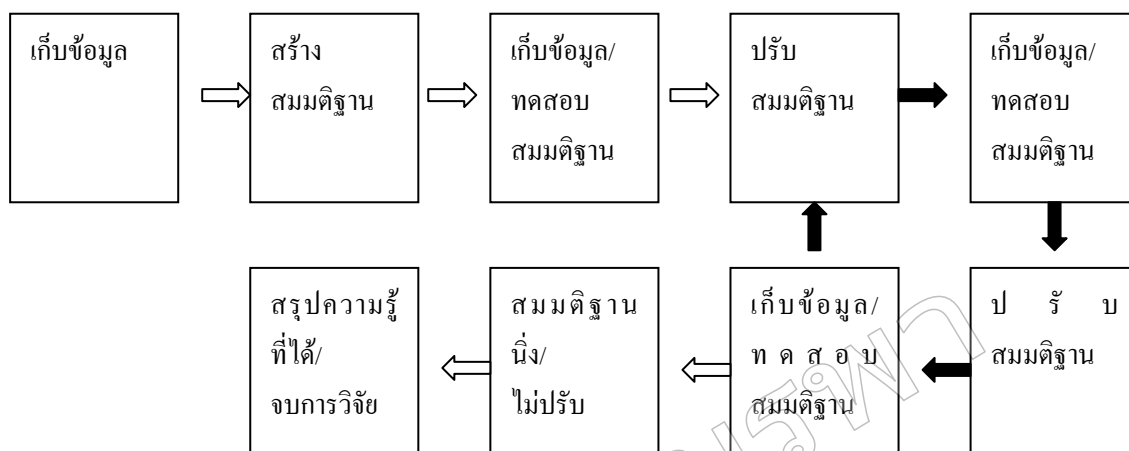 เก็บข้อมูล
สร้าง
สมมติฐาน
เก็บข้อมูล/
ทดสอบ
สมมติฐาน
ปรับ
สมมติฐาน
เก็บข้อมูล/
ทดสอบ
สมมติฐาน
สรุปความรู้
ที่ได้/
จบการวิจัย
สมมติฐาน
นิ่ง/
ไม่ปรับ
เก็บข้อมูล/
ทดสอบ
สมมติฐาน
ปรับ
สมมติฐาน